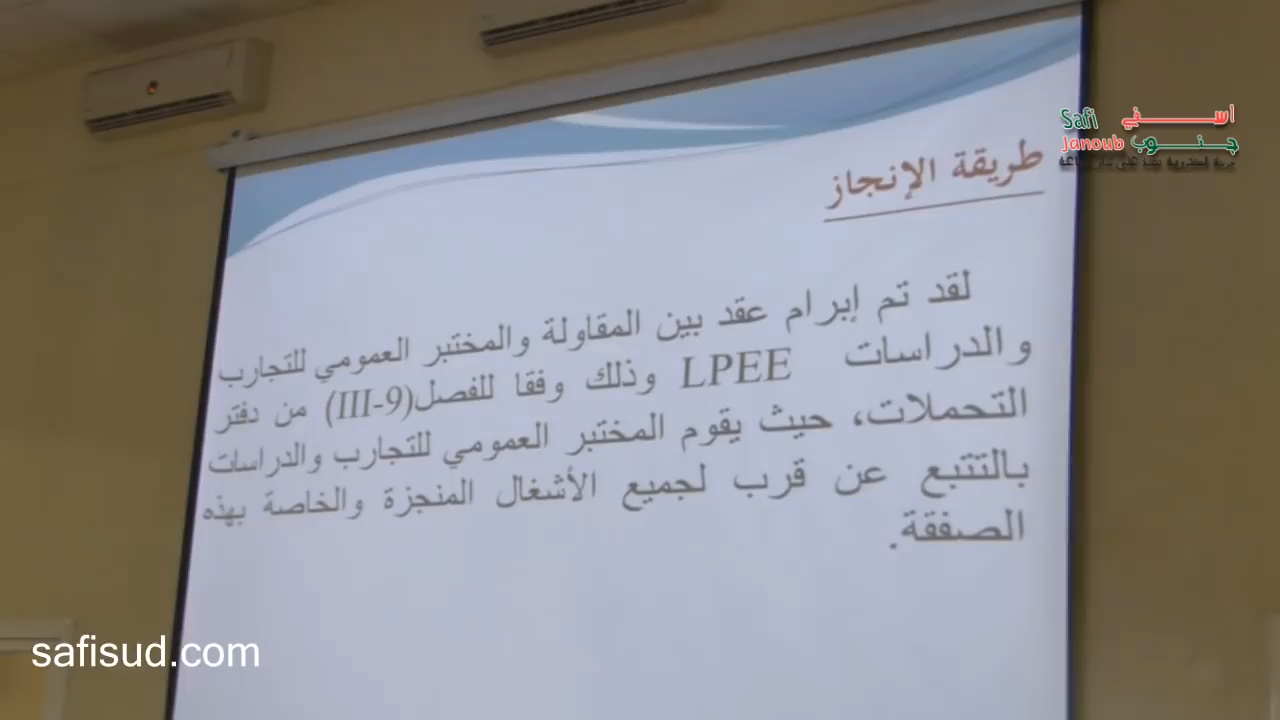 Safi اسفي
Janoub جنوب
طريقة الإنجاز
لقد تم إبرام عقد بين المقاولة والمختبر العمومي للتجارب
والدراسات LPEE وذلك وفقا للفصل(III-9) من دفتر
التحملات، حيث يقوم المختبر العمومي للتجارب والدراسات
بالتتبع عن قرب لجميع الأشغال المنجزة والخاصة بهذه
الصفقة.
safisud.com